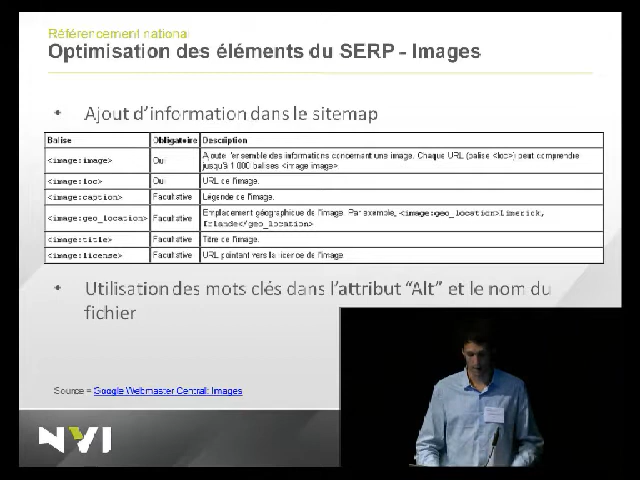 Référencement national
Optimisation des éléments du SERP - Images
• Ajout d'information dans le sitemap
Balise Obligatoire Description
<image:image> Oui Ajoute l'ensemble des informations concernant une image. Chaque URL (balise <loc>) peut comprendre
jusqu'à 1 000 balises <image:image>.
<image:loc> Oui URL de l'image.
<image:caption> Facultative Légende de l'image.
<image:geo_location> Facultative Emplacement géographique de l'image. Par exemple, <image:geo_location>Limerick,
Irlande</geo_location>
<image:title> Facultative Titre de l'image.
<image:license> Facultative URL pointant vers la licence de l'image
• Utilisation des mots clés dans l'attribut "Alt" et le nom du
fichier
Source = Google Webmaster Central: Images
NVI